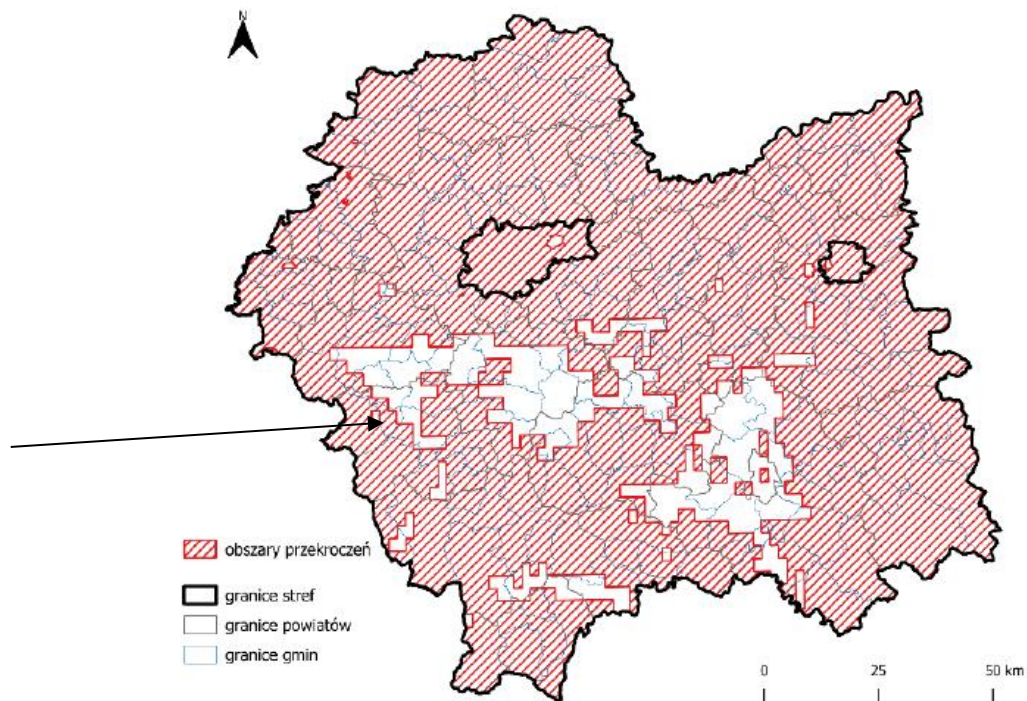 N
obszary przekroczeń
granice stref
granice powiatów
granice gmin
0 25 50 km